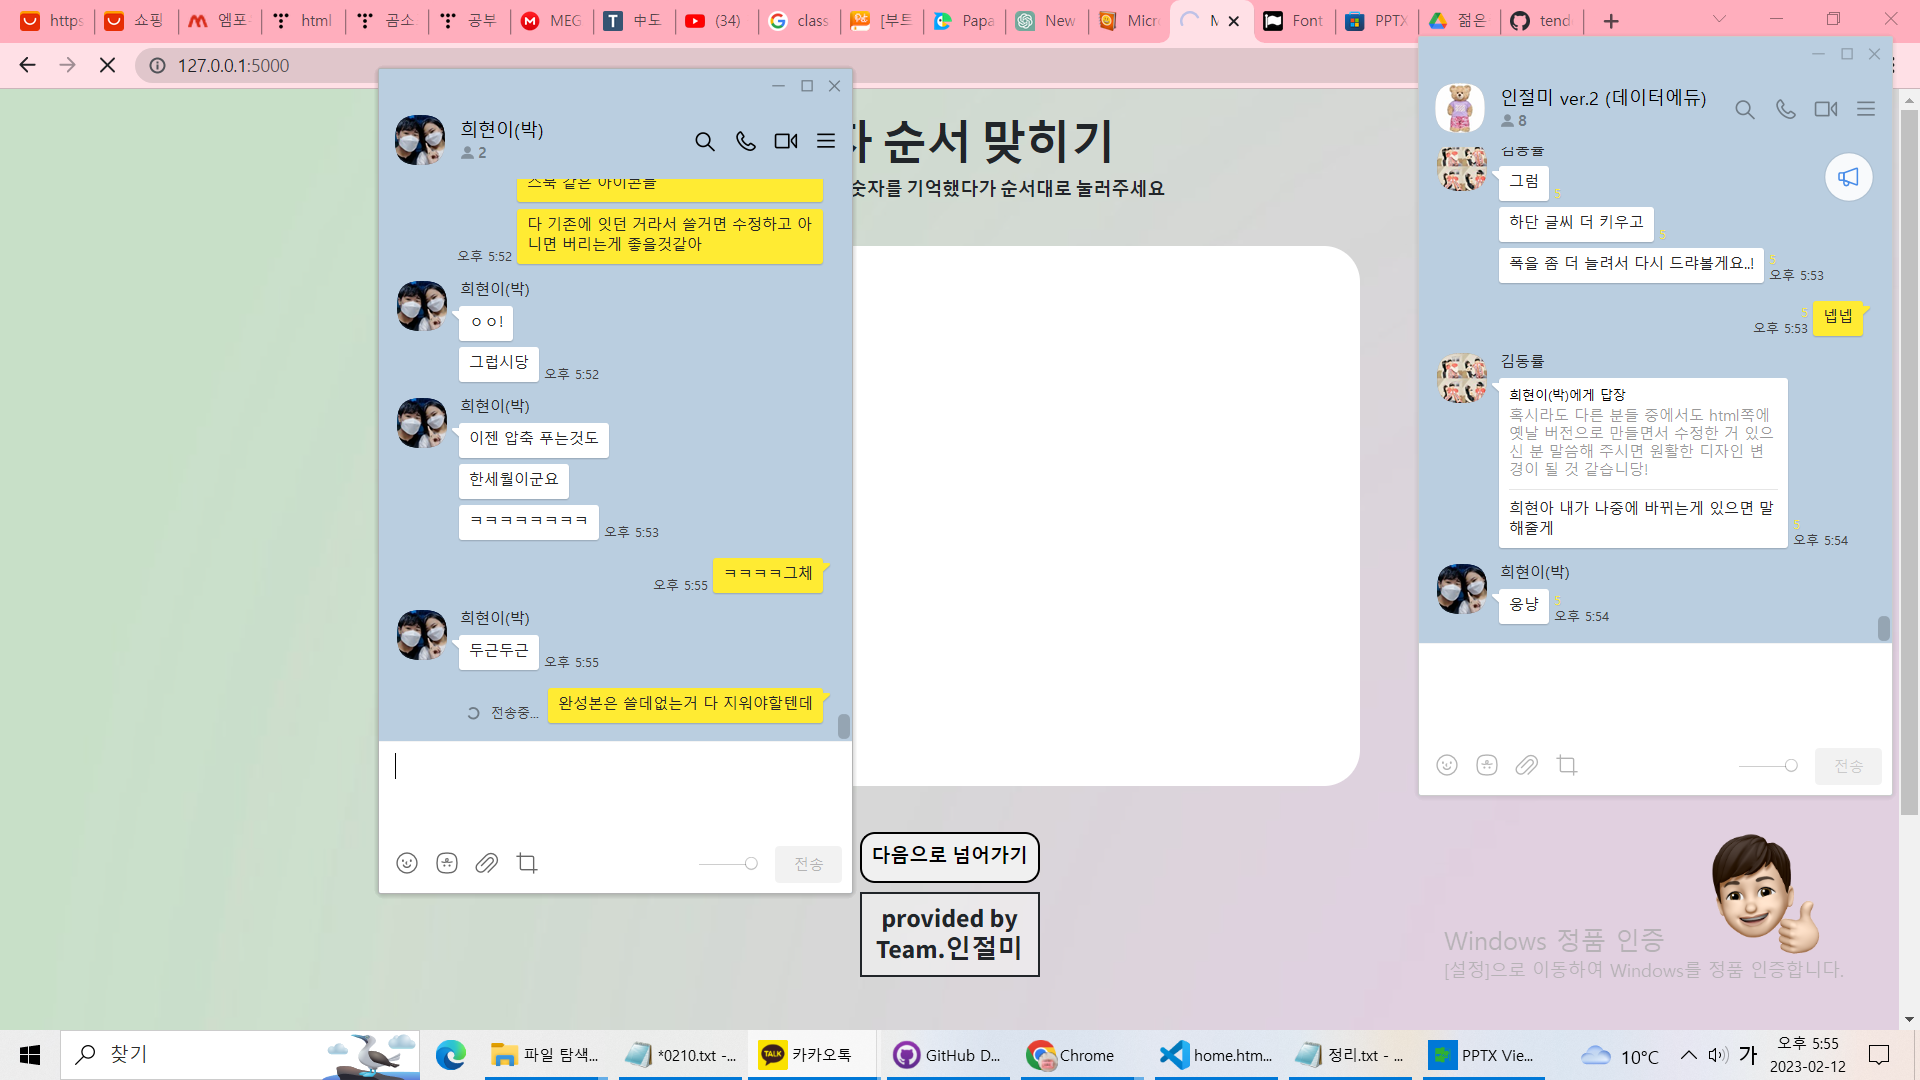 https
쇼핑
엠포
html
곰소
공부
MEG
中도
(34)
class
[부트
Papa
New
Micr
M
Font
PPTX
젊은
tend
127.0.0.1:5000
자 순서 맞히기
숫자를 기억했다가 순서대로 눌러주세요
다음으로 넘어가기
provided by
Team.인절미
희현이(박)
2
스북 같은 아이콘들
다 기존에 잇던 거라서 쓸거면 수정하고 아
니면 버리는게 좋을것같아
오후 5:52
희현이(박)
ㅇㅇ!
그럽시당
오후 5:52
희현이(박)
이젠 압축 푸는것도
한세월이군요
ㅋㅋㅋㅋㅋㅋㅋㅋ
오후 5:53
ㅋㅋㅋㅋ그체
오후 5:55
희현이(박)
두근두근
오후 5:55
완성본은 쓸데없는거 다 지워야할텐데
전송중...
전송
인절미 ver.2 (데이터에듀)
8
김동률
그럼
5
하단 글씨 더 키우고
5
폭을 좀 더 늘려서 다시 드랴볼게요..!
5
오후 5:53
넵넵
5
오후 5:53
김동률
희현이(박)에게 답장
혹시라도 다른 분들 중에서도 html쪽에
옛날 버전으로 만들면서 수정한 거 있으
신 분 말씀해 주시면 원활한 디자인 변
경이 될 것 같습니당!
희현아 내가 나중에 바뀌는게 있으면 말
해줄게
5
오후 5:54
희현이(박)
웅냥
5
오후 5:54
전송
Windows 정품 인증
[설정]으로 이동하여 Windows를 정품 인증합니다.
찾기
파일 탐색...
*0210.txt -...
TALK
카카오톡
GitHub D...
Chrome
home.htm...
정리.txt - ...
PPTX Vie...
10°C
가
오후 5:55
2023-02-12